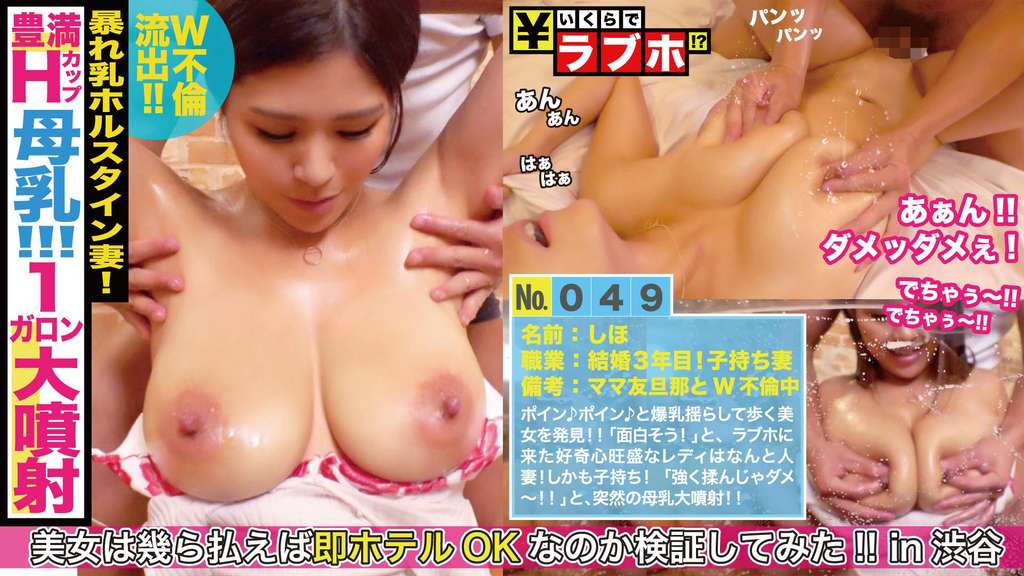 W不倫
流出!!
暴れ乳ホルスタイン妻!
豊満Hカップ
母乳!!!
1ガロン大噴射
¥いくらで
ラブホ!?
パンッ
パンッ
あん
あん
はぁ
はぁ
あぁん!!
ダメッダメぇ!
でちゃぅ〜!!
でちゃぅ〜!!
No.049
名前:しほ
職業:結婚3年目!子持ち妻
備考:ママ友旦那とW不倫中
ポイン♪ポイン♪と爆乳揺らして歩く美
女を発見!!「面白そう!」と、ラブホに
来た好奇心旺盛なレディはなんと人
妻!しかも子持ち!「強く揉んじゃダメ
〜!!」と、突然の母乳大噴射!!
美女は幾ら払えば即ホテルOKなのか検証してみた!!in渋谷